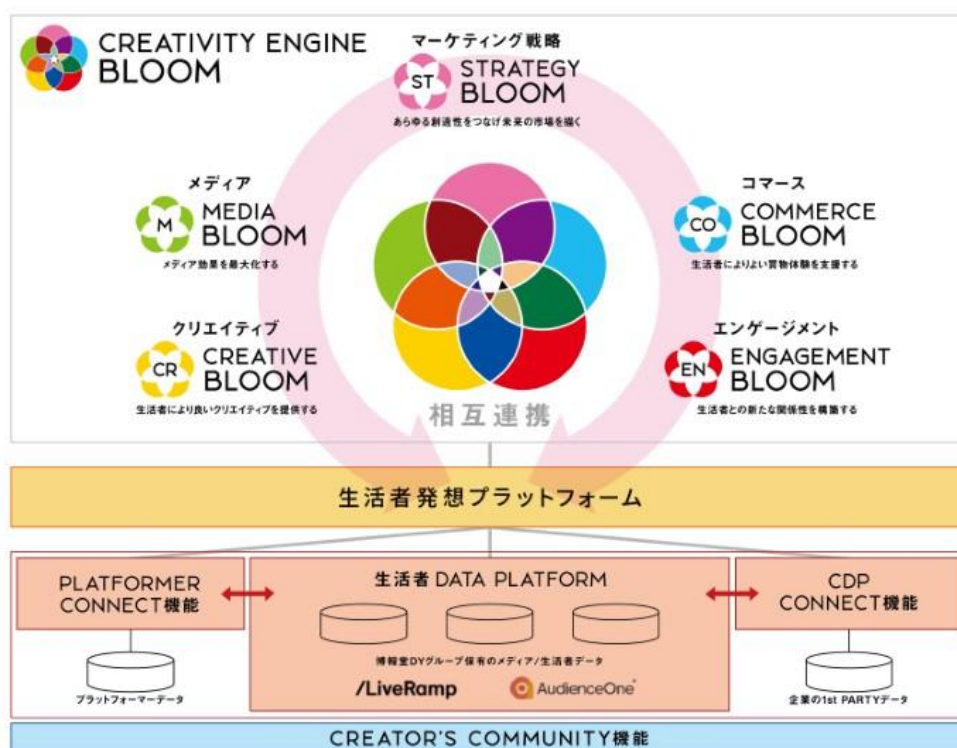 CREATIVITY ENGINE
BLOOM
マーケティング戦略
ST
STRATEGY
BLOOM
あらゆる創造性をつなげ未来の市場を描く
メディア
M
MEDIA
BLOOM
メディア効果を最大化する
コマース
CO
COMMERCE
BLOOM
生活者によりよい買物体験を支援する
クリエイティブ
CR
CREATIVE
BLOOM
生活者により良いクリエイティブを提供する
エンゲージメント
EN
ENGAGEMENT
BLOOM
生活者との新たな関係性を構築する
相互連携
生活者発想プラットフォーム
PLATFORMER
CONNECT機能
プラットフォーマーデータ
生活者 DATA PLATFORM
博報堂DYグループ保有のメディア/生活者データ
/LiveRamp
AudienceOne®
CDP
CONNECT機能
企業の1st PARTYデータ
CREATOR'S COMMUNITY機能